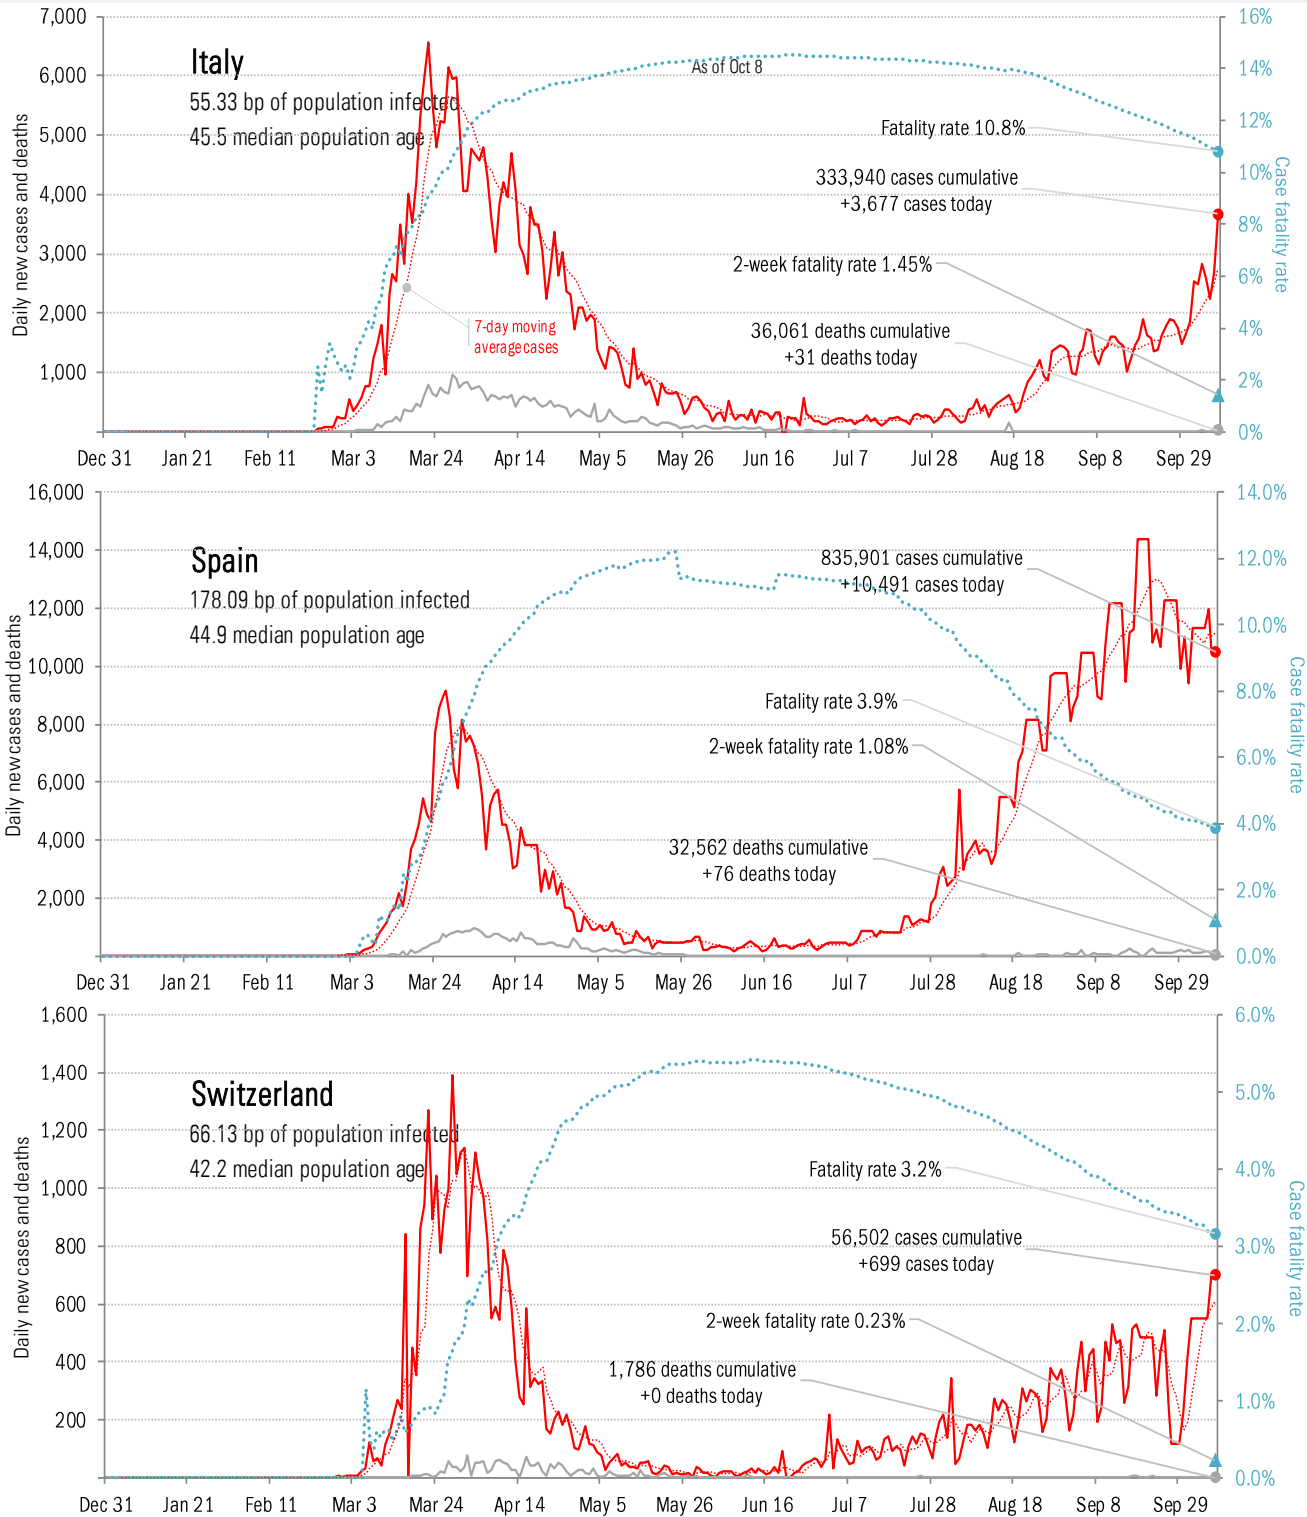 7,000
6,000
5,000
4,000
3,000
2,000
1,000
Daily new cases and deaths
16%
14%
12%
10%
8%
6%
4%
2%
0%
Case fatality rate
Italy
55.33 bp of population infected
45.5 median population age
As of Oct 8
Fatality rate 10.8%
333,940 cases cumulative
+3,677 cases today
2-week fatality rate 1.45%
36,061 deaths cumulative
+31 deaths today
7-day moving
average cases
Dec 31 Jan 21 Feb 11 Mar 3 Mar 24 Apr 14 May 5 May 26 Jun 16 Jul 7 Jul 28 Aug 18 Sep 8 Sep 29
16,000
14,000
12,000
10,000
8,000
6,000
4,000
2,000
Daily new cases and deaths
14.0%
12.0%
10.0%
8.0%
6.0%
4.0%
2.0%
0.0%
Case fatality rate
Spain
178.09 bp of population infected
44.9 median population age
835,901 cases cumulative
+10,491 cases today
Fatality rate 3.9%
2-week fatality rate 1.08%
32,562 deaths cumulative
+76 deaths today
Dec 31 Jan 21 Feb 11 Mar 3 Mar 24 Apr 14 May 5 May 26 Jun 16 Jul 7 Jul 28 Aug 18 Sep 8 Sep 29
1,600
1,400
1,200
1,000
800
600
400
200
Daily new cases and deaths
6.0%
5.0%
4.0%
3.0%
2.0%
1.0%
0.0%
Case fatality rate
Switzerland
66.13 bp of population infected
42.2 median population age
Fatality rate 3.2%
56,502 cases cumulative
+699 cases today
2-week fatality rate 0.23%
1,786 deaths cumulative
+0 deaths today
Dec 31 Jan 21 Feb 11 Mar 3 Mar 24 Apr 14 May 5 May 26 Jun 16 Jul 7 Jul 28 Aug 18 Sep 8 Sep 29